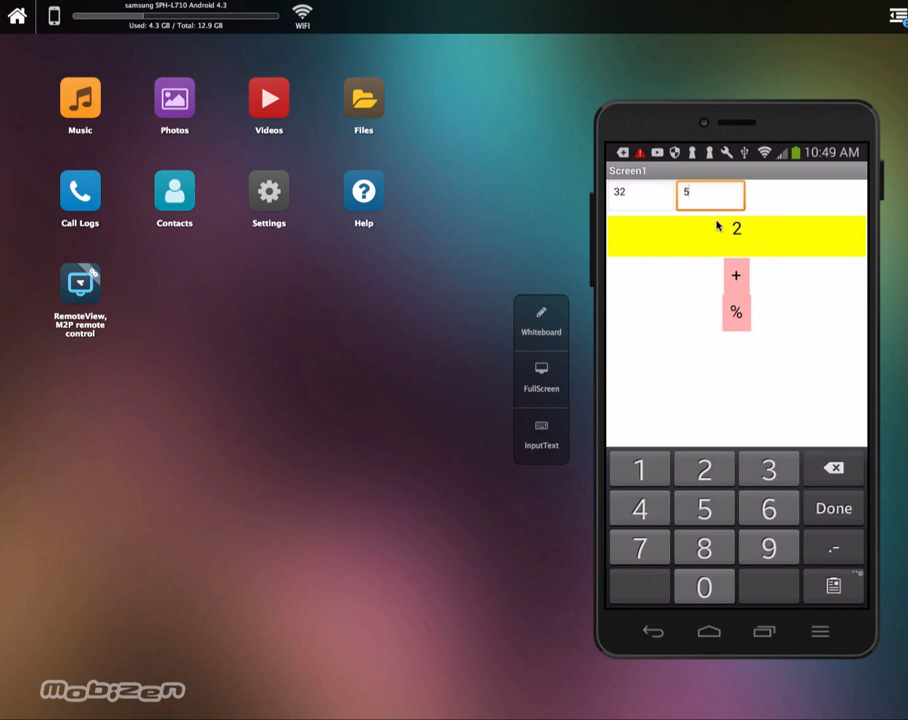 samsung SPH-L710 Android 4.3
Used: 4.3 GB / Total: 12.9 GB
WIFI
Music
Photos
Videos
Files
Call Logs
Contacts
Settings
Help
RemoteView,
M2P remote
control
Whiteboard
FullScreen
InputText
10:49 AM
Screen1
32
5
2
+
%
1 2 3
4 5 6 Done
7 8 9 .-
0
mobizen